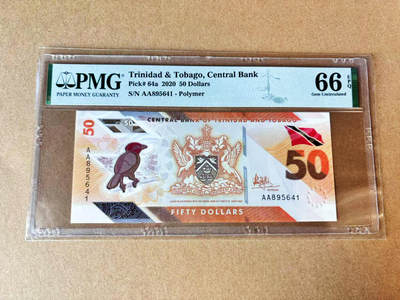 PMG
PAPER MONEY GUARANTY
Trinidad & Tobago, Central Bank
Pick# 64a 2020 50 Dollars
S/N AA895641 - Polymer
66 EPQ
Gem Uncirculated
50
50
CENTRAL BANK OF TRINIDAD AND TOBAGO
AA895641
50
AA895641
FIFTY DOLLARS